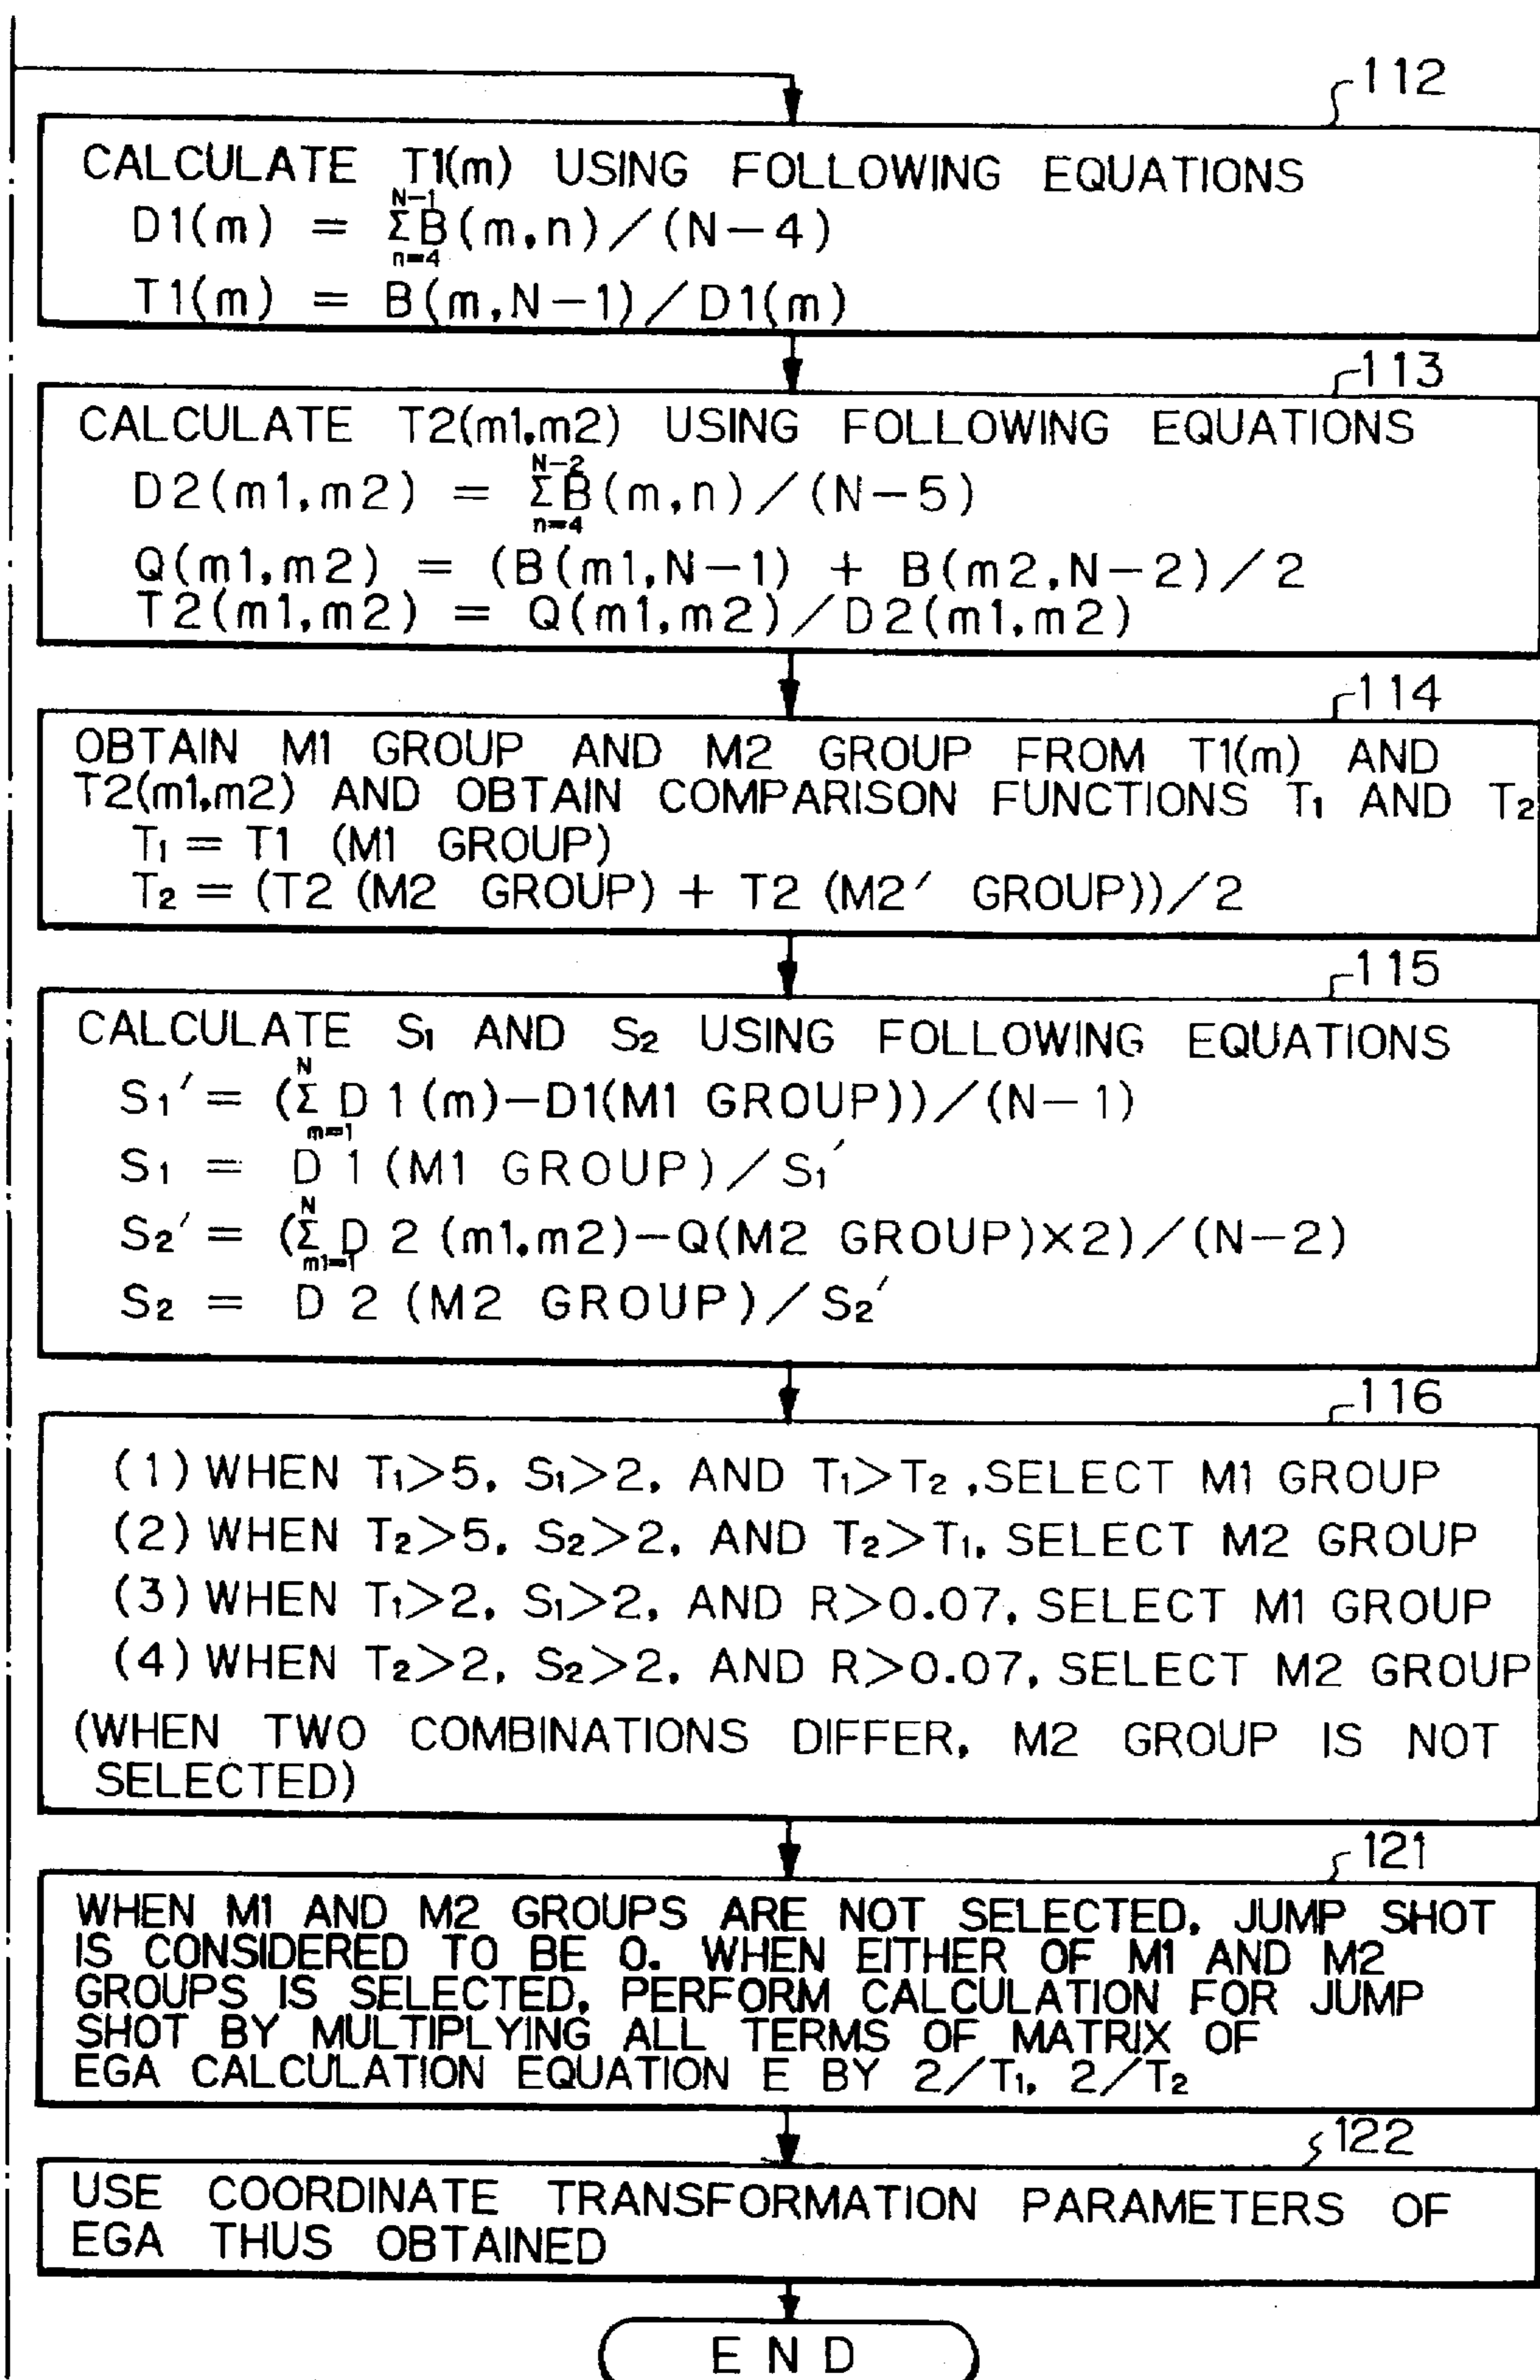 112
CALCULATE T1(m) USING FOLLOWING EQUATIONS
D1(m) = N-1 Σ n=4 B(m,n)/(N-4)
T1(m) = B(m,N-1)/D1(m)
113
CALCULATE T2(m1,m2) USING FOLLOWING EQUATIONS
D2(m1,m2) = N-2 Σ n=4 B(m,n)/(N-5)
Q(m1,m2) = (B(m1,N-1) + B(m2,N-2)/2
T2(m1,m2) = Q(m1,m2)/D2(m1,m2)
114
OBTAIN M1 GROUP AND M2 GROUP FROM T1(m) AND
T2(m1,m2) AND OBTAIN COMPARISON FUNCTIONS T₁ AND T₂
T₁ = T1 (M1 GROUP)
T₂ = (T2 (M2 GROUP) + T2 (M2′ GROUP))/2
115
CALCULATE S₁ AND S₂ USING FOLLOWING EQUATIONS
S₁′ = (N Σ m=1 D1(m)-D1(M1 GROUP))/(N-1)
S₁ = D1(M1 GROUP)/S₁′
S₂′ = (N Σ m1=1 D2(m1,m2)-Q(M2 GROUP)×2)/(N-2)
S₂ = D2(M2 GROUP)/S₂′
116
(1) WHEN T₁>5, S₁>2, AND T₁>T₂, SELECT M1 GROUP
(2) WHEN T₂>5, S₂>2, AND T₂>T₁, SELECT M2 GROUP
(3) WHEN T₁>2, S₁>2, AND R>0.07, SELECT M1 GROUP
(4) WHEN T₂>2, S₂>2, AND R>0.07, SELECT M2 GROUP
(WHEN TWO COMBINATIONS DIFFER, M2 GROUP IS NOT
SELECTED)
121
WHEN M1 AND M2 GROUPS ARE NOT SELECTED, JUMP SHOT
IS CONSIDERED TO BE 0. WHEN EITHER OF M1 AND M2
GROUPS IS SELECTED, PERFORM CALCULATION FOR JUMP
SHOT BY MULTIPLYING ALL TERMS OF MATRIX OF
EGA CALCULATION EQUATION E BY 2/T₁, 2/T₂
122
USE COORDINATE TRANSFORMATION PARAMETERS OF
EGA THUS OBTAINED
END